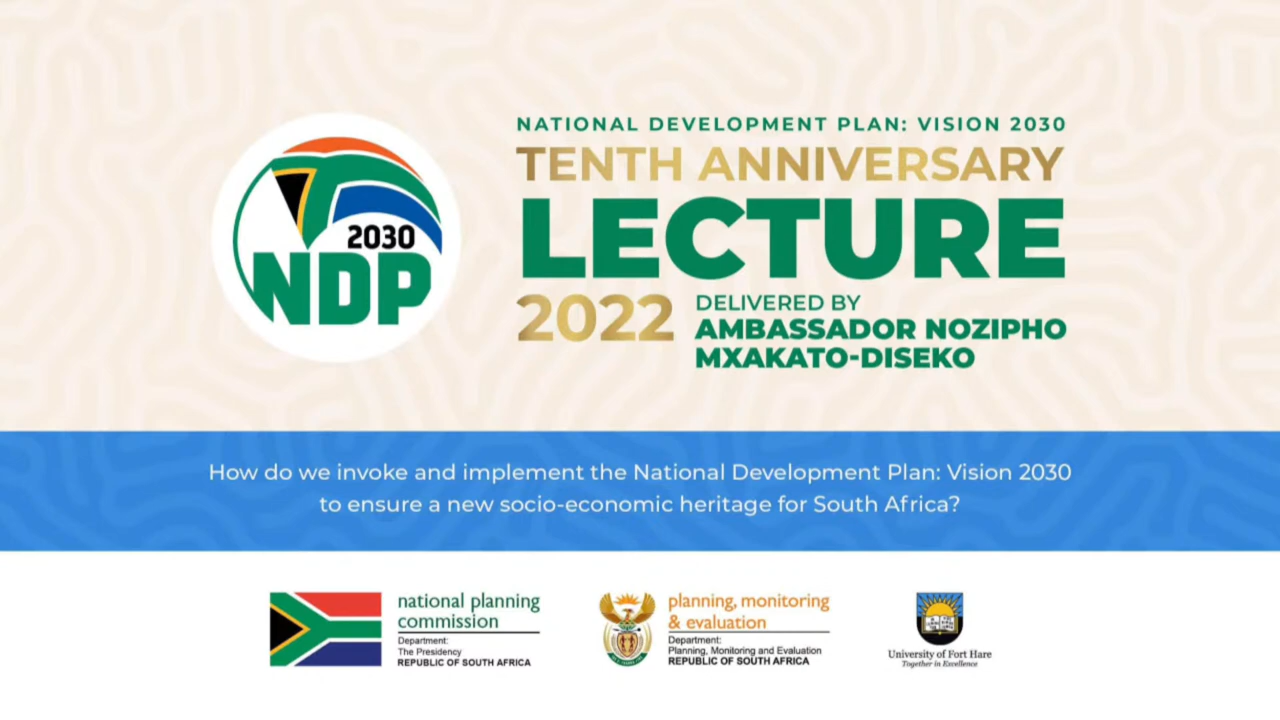 2030
NDP
NATIONAL DEVELOPMENT PLAN: VISION 2030
TENTH ANNIVERSARY
LECTURE
2022
DELIVERED BY
AMBASSADOR NOZIPHO
MXAKATO-DISEKO
How do we invoke and implement the National Development Plan: Vision 2030
to ensure a new socio-economic heritage for South Africa?
national planning
commission
Department:
The Presidency
REPUBLIC OF SOUTH AFRICA
planning, monitoring
& evaluation
Department:
Planning, Monitoring and Evaluation
REPUBLIC OF SOUTH AFRICA
University of Fort Hare
Together in Excellence